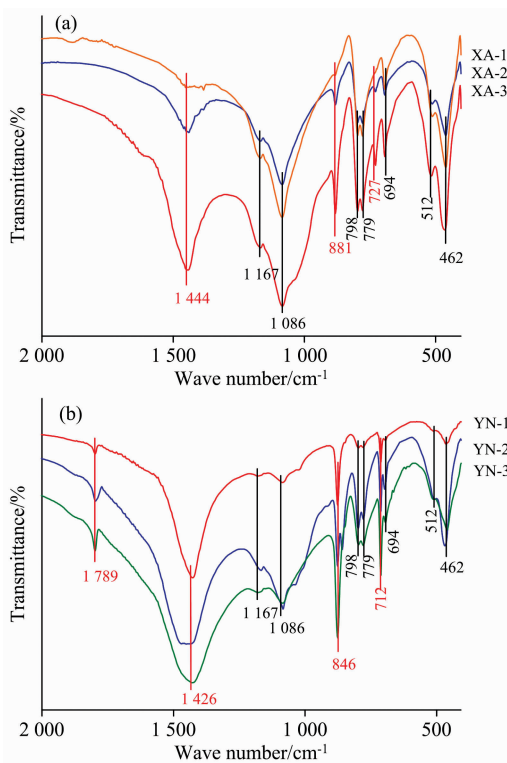 (a)
XA-1
XA-2
XA-3
Transmittance/%
1 444
1 167
1 086
881
798
779
727
694
512
462
2 000
1 500
1 000
500
Wave number/cm-1
(b)
YN-1
YN-2
YN-3
Transmittance/%
1 789
1 426
1 167
1 086
846
798
779
712
694
512
462
2 000
1 500
1 000
500
Wave number/cm-1